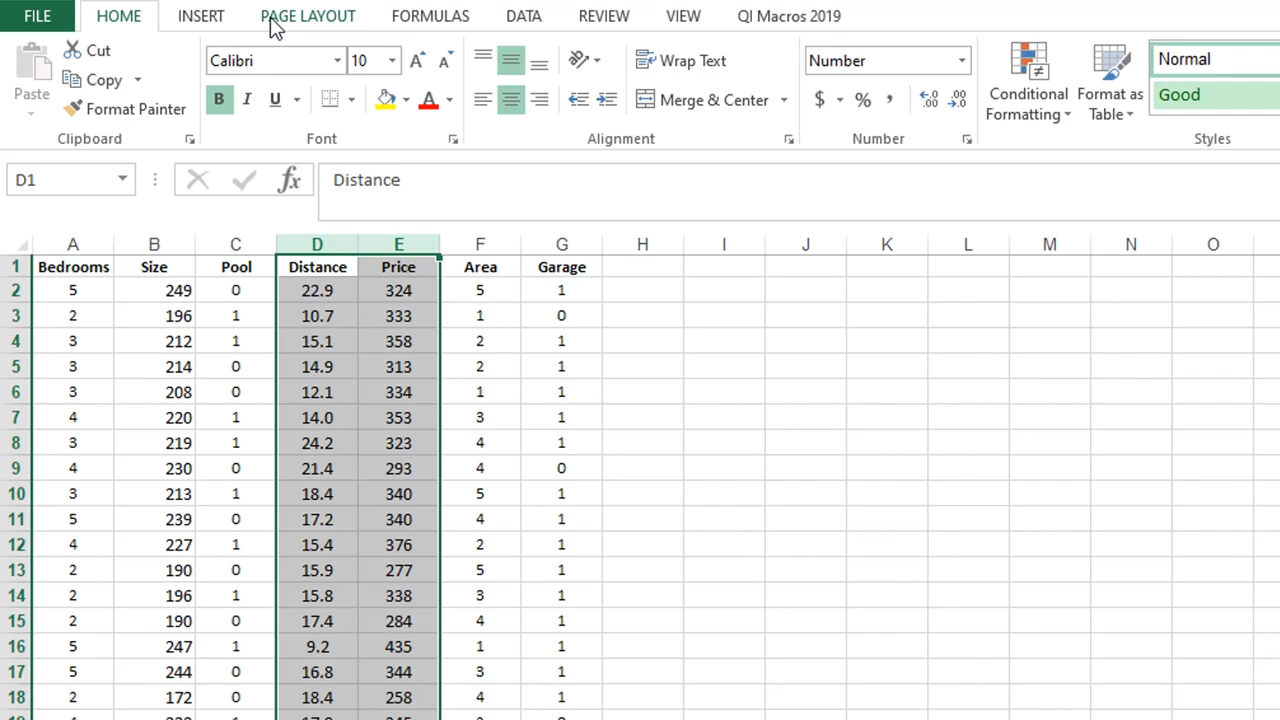 FILE HOME INSERT PAGE LAYOUT FORMULAS DATA REVIEW VIEW QI Macros 2019
Cut
Copy
Format Painter
Paste
Clipboard
Calibri 10
B I U A
Font
Wrap Text
Merge & Center
Alignment
Number
$ % ,
Number
Conditional Formatting
Format as Table
Normal
Good
Styles
D1 fx Distance
A B C D E F G H I J K L M N O
1 Bedrooms Size Pool Distance Price Area Garage
2 5 249 0 22.9 324 5 1
3 2 196 1 10.7 333 1 0
4 3 212 1 15.1 358 2 1
5 3 214 0 14.9 313 2 1
6 3 208 0 12.1 334 1 1
7 4 220 1 14.0 353 3 1
8 3 219 1 24.2 323 4 1
9 4 230 0 21.4 293 4 0
10 3 213 1 18.4 340 5 1
11 5 239 0 17.2 340 4 1
12 4 227 1 15.4 376 2 1
13 2 190 0 15.9 277 5 1
14 2 196 1 15.8 338 3 1
15 2 190 0 17.4 284 4 1
16 5 247 1 9.2 435 1 1
17 5 244 0 16.8 344 3 1
18 2 172 0 18.4 258 4 1